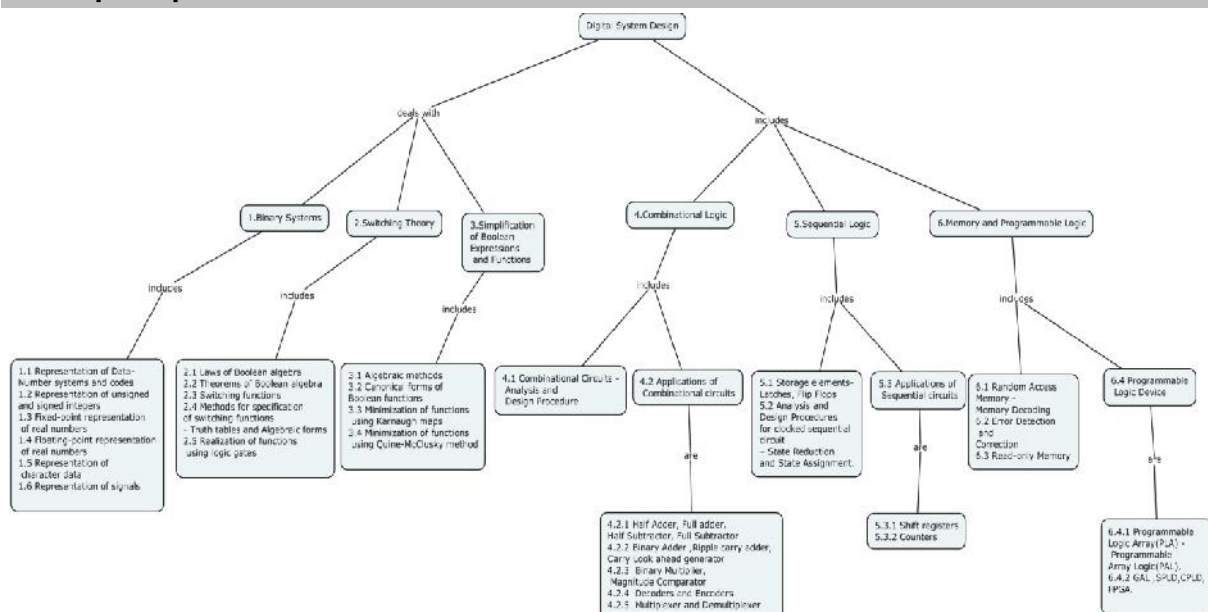 Digital System Design
deals with
includes
1.Binary Systems
2.Switching Theory
3.Simplification
of Boolean
Expressions
and Functions
4.Combinational Logic
5.Sequential Logic
6.Memory and Programmable Logic
includes
includes
includes
includes
includes
includes
1.1 Representation of Data-
Number systems and codes
1.2 Representation of unsigned
and signed integers
1.3 Fixed-point representation
of real numbers
1.4 Floating-point representation
of real numbers
1.5 Representation of
character data
1.6 Representation of signals
2.1 Laws of Boolean algebra
2.2 Theorems of Boolean algebra
2.3 Switching functions
2.4 Methods for specification
of switching functions
- Truth tables and Algebraic forms
2.5 Realization of functions
using logic gates
3.1 Algebraic methods
3.2 Canonical forms of
Boolean functions
3.3 Minimization of functions
using Karnaugh maps
3.4 Minimization of functions
using Quine-McClusky method
4.1 Combinational Circuits -
Analysis and
Design Procedure
4.2 Applications of
Combinational circuits
are
4.2.1 Half Adder, Full adder,
Half Subtractor, Full Subtractor
4.2.2 Binary Adder ,Ripple carry adder,
Carry Look ahead generator
4.2.3 Binary Multiplier,
Magnitude Comparator
4.2.4 Decoders and Encoders
4.2.5 Multiplexer and Demultiplexer
5.1 Storage elements-
Latches, Flip Flops
5.2 Analysis and
Design Procedures
for clocked sequential
circuit
– State Reduction
and State Assignment.
5.3 Applications of
Sequential circuits
are
5.3.1 Shift registers
5.3.2 Counters
6.1 Random Access
Memory -
Memory Decoding
6.2 Error Detection
and
Correction
6.3 Read-only Memory
6.4 Programmable
Logic Device
are
6.4.1 Programmable
Logic Array(PLA) -
Programmable
Array Logic(PAL).
6.4.2 GAL ,SPLD,CPLD,
FPGA.